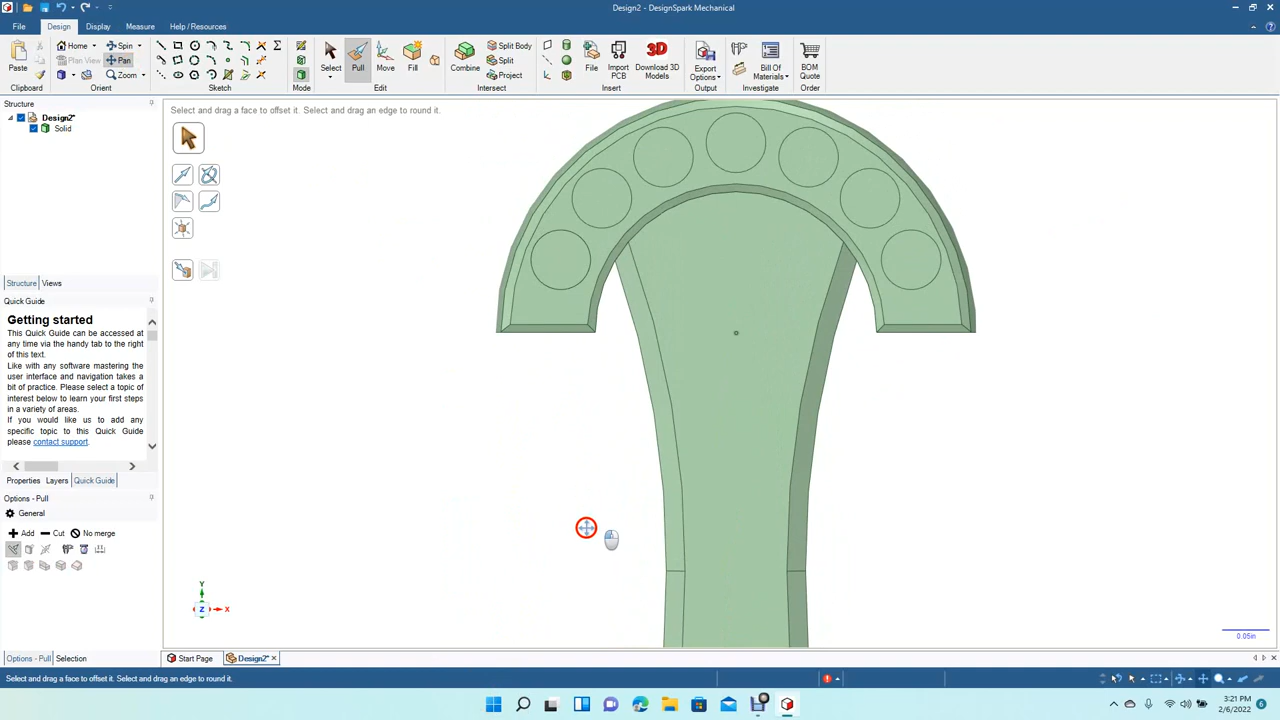 Design2 - DesignSpark Mechanical
File Design Display Measure Help / Resources
Home Spin Split Body
Plan View Pan Split
Paste Zoom Select Pull Move Fill Combine Project File Import PCB Download 3D Models Export Options Bill Of Materials BOM Quote
3D
Clipboard Orient Sketch Mode Edit Intersect Insert Output Investigate Order
Structure
Design2*
Solid
Select and drag a face to offset it. Select and drag an edge to round it.
Structure Views
Quick Guide
Getting started
This Quick Guide can be accessed at
any time via the handy tab to the right
of this text.
Like with any software mastering the
user interface and navigation takes a
bit of practice. Please select a topic of
interest below to learn your first steps
in a variety of areas.
If you would like us to add any
specific topic to this Quick Guide
please contact support.
Properties Layers Quick Guide
Options - Pull
General
Add Cut No merge
Y
Z X
0.05in
Options - Pull Selection
Start Page Design2*
Select and drag a face to offset it. Select and drag an edge to round it.
3:21 PM
2/6/2022
6